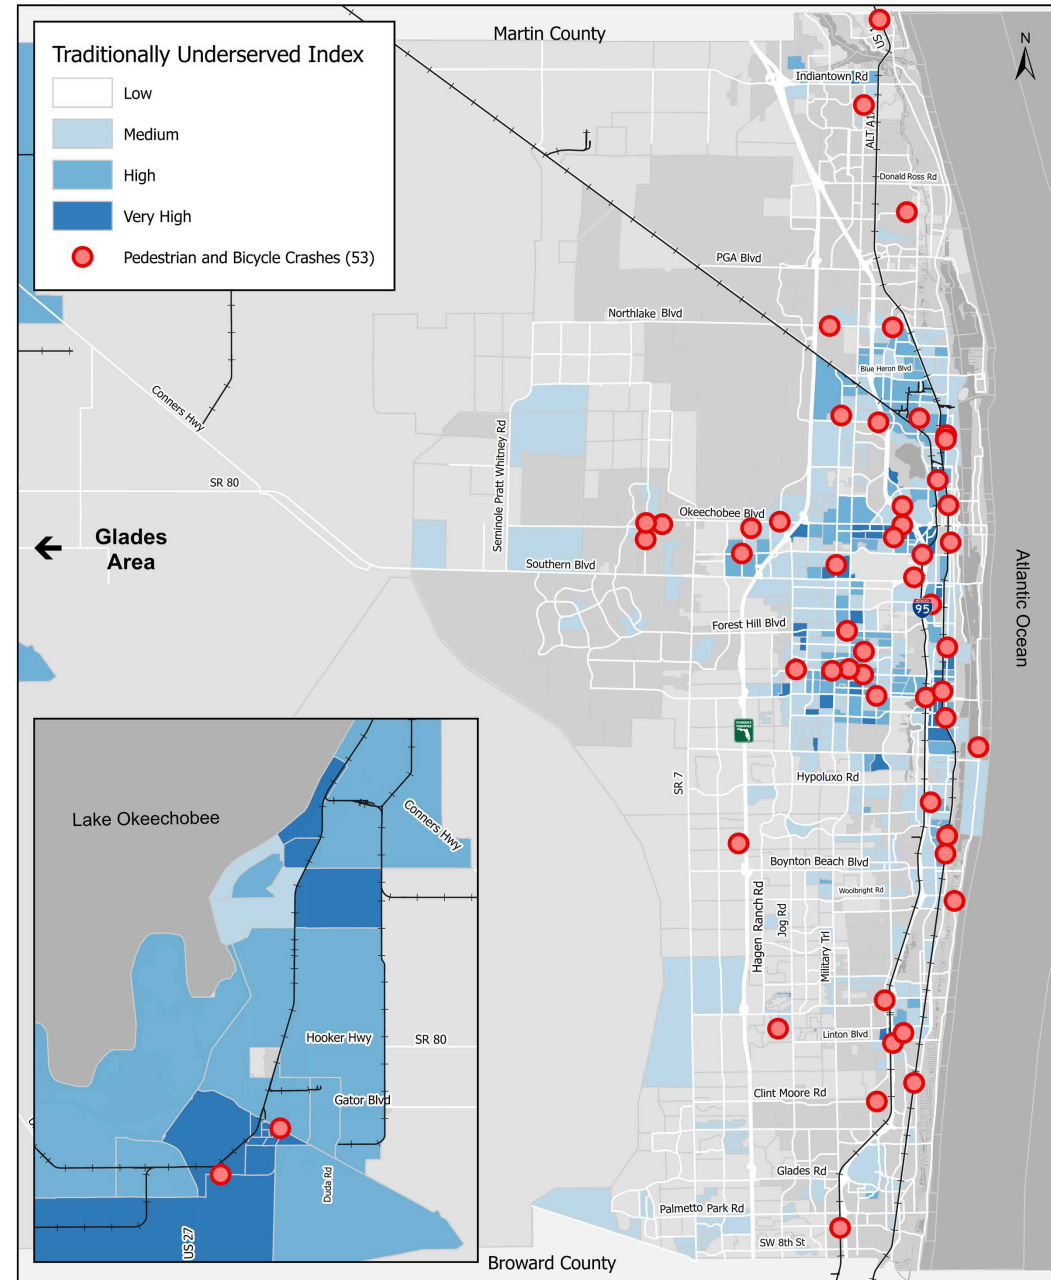 Martin County
Traditionally Underserved Index
Low
Medium
High
Very High
Pedestrian and Bicycle Crashes (53)
N
US 1
Indiantown Rd
ALT A1A
Donald Ross Rd
PGA Blvd
Northlake Blvd
Blue Heron Blvd
Conners Hwy
Seminole Pratt Whitney Rd
SR 80
Okeechobee Blvd
Glades
Area
Southern Blvd
Atlantic Ocean
95
Forest Hill Blvd
SR 7
Hypoluxo Rd
Lake Okeechobee
Conners Hwy
Boynton Beach Blvd
Woolbright Rd
Hagen Ranch Rd
Jog Rd
Military Trl
Hooker Hwy
SR 80
Linton Blvd
Gator Blvd
Clint Moore Rd
Duda Rd
Glades Rd
Palmetto Park Rd
US 27
SW 8th St
Broward County